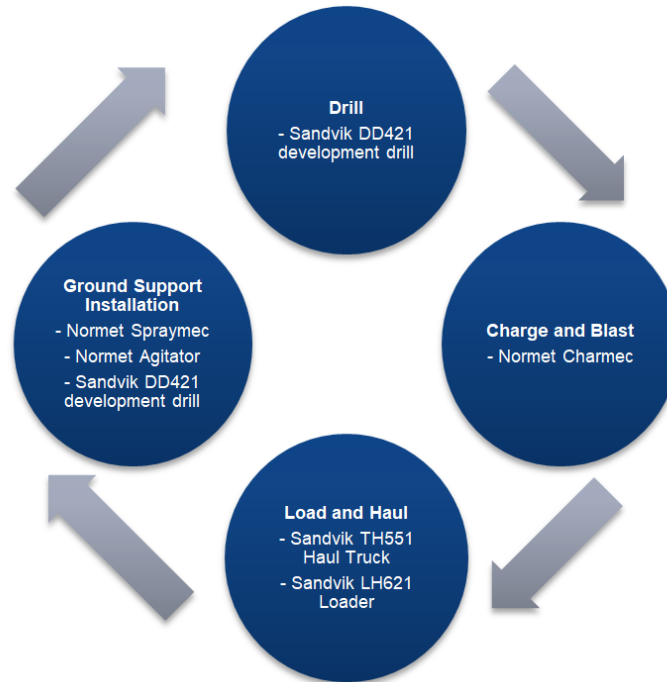 Drill
- Sandvik DD421
development drill
Charge and Blast
- Normet Charmec
Load and Haul
- Sandvik TH551
Haul Truck
- Sandvik LH621
Loader
Ground Support
Installation
- Normet Spraymec
- Normet Agitator
- Sandvik DD421
development drill